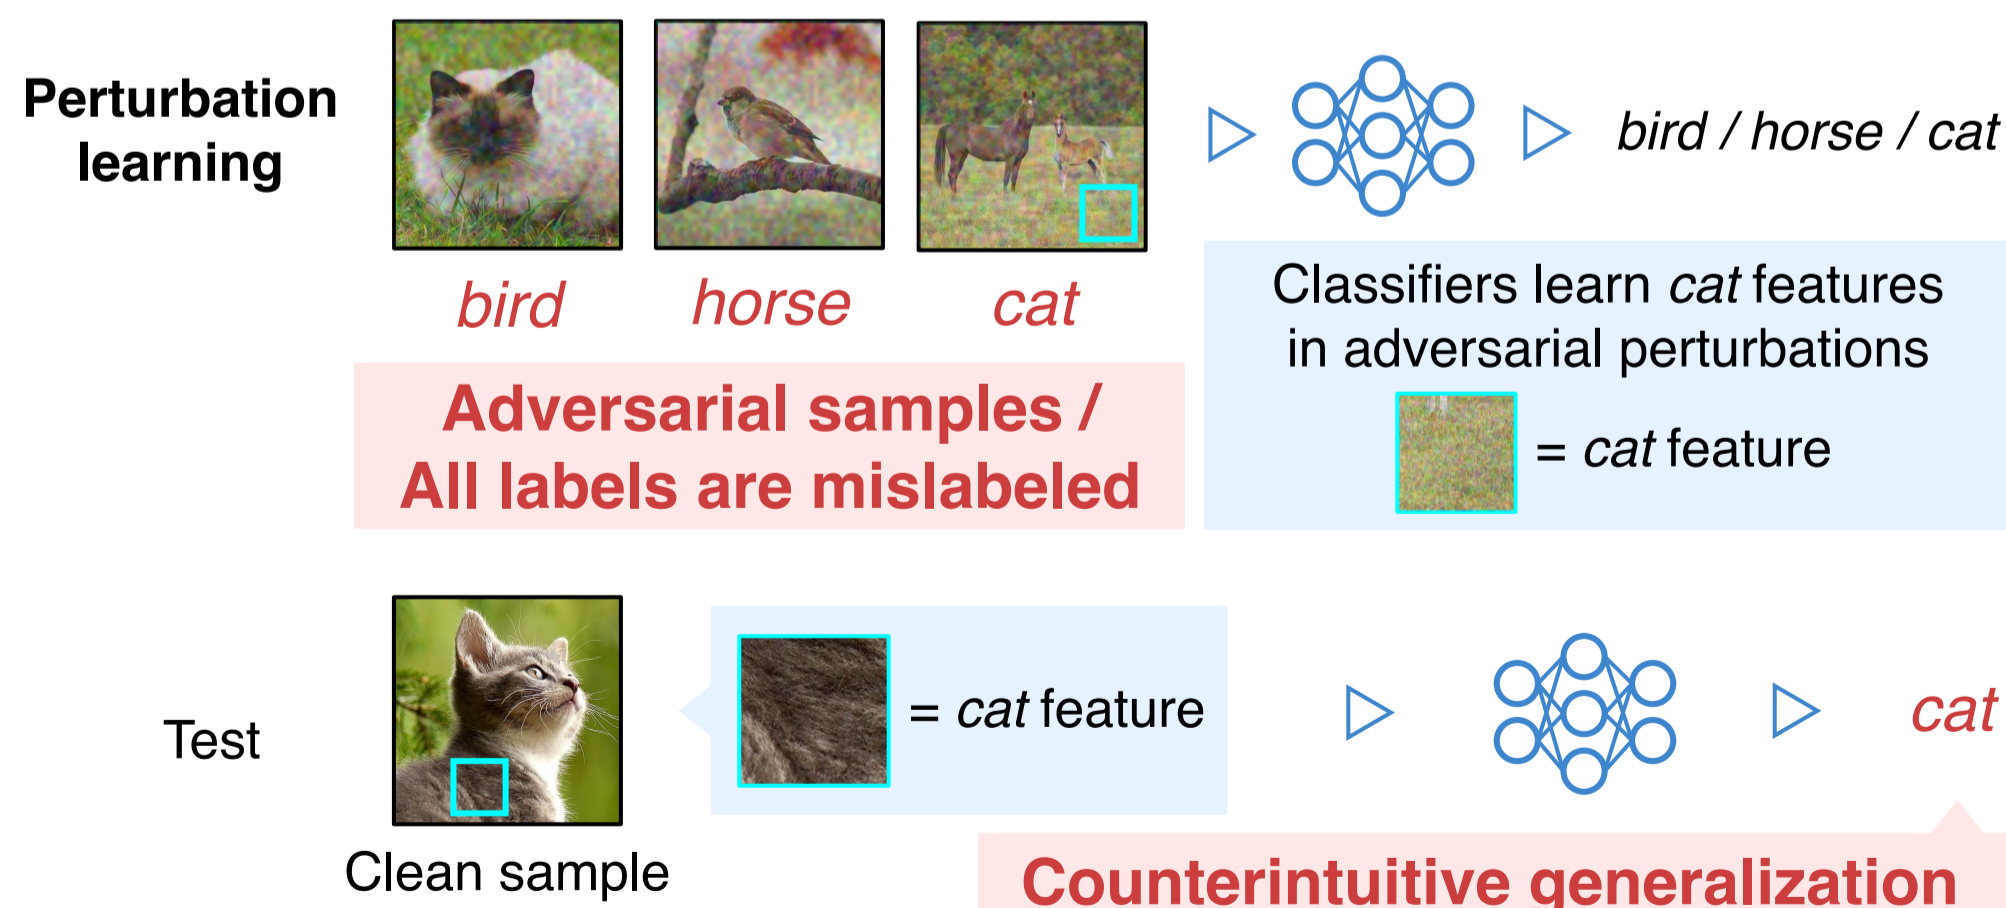 Perturbation
learning
bird / horse / cat
bird
horse
cat
Adversarial samples /
All labels are mislabeled
Classifiers learn cat features
in adversarial perturbations
= cat feature
Test
Clean sample
= cat feature
cat
Counterintuitive generalization